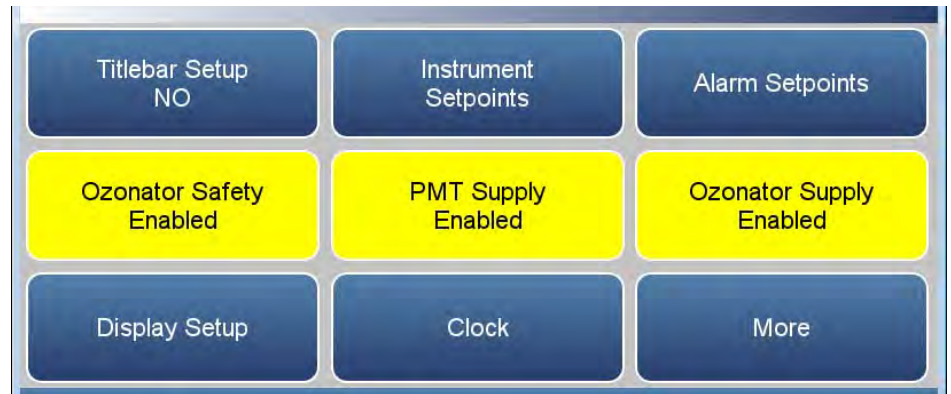 Titlebar Setup
NO
Instrument
Setpoints
Alarm Setpoints
Ozonator Safety
Enabled
PMT Supply
Enabled
Ozonator Supply
Enabled
Display Setup
Clock
More